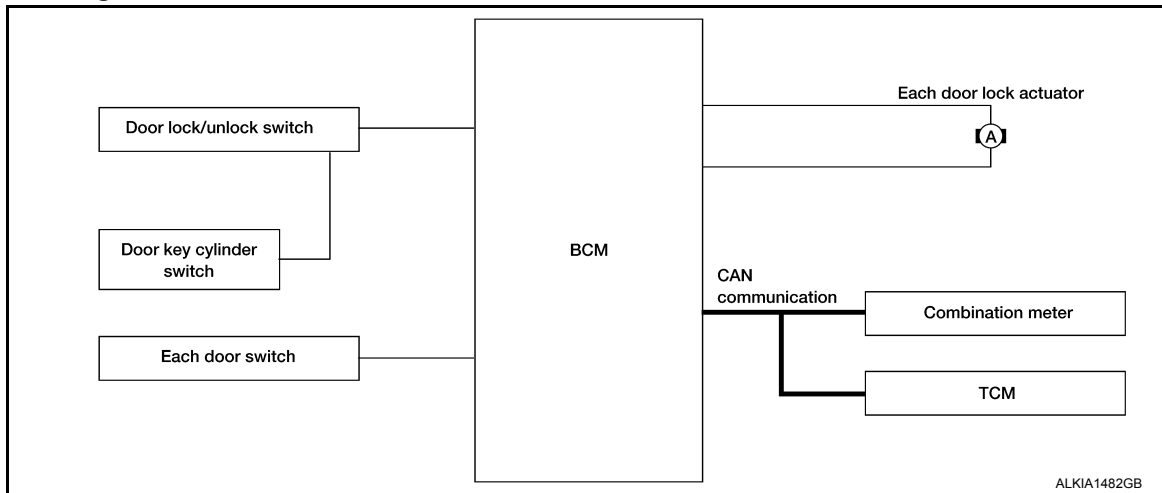 Door lock/unlock switch
Door key cylinder
switch
Each door switch
BCM
Each door lock actuator
A
CAN
communication
Combination meter
TCM
ALKIA1482GB